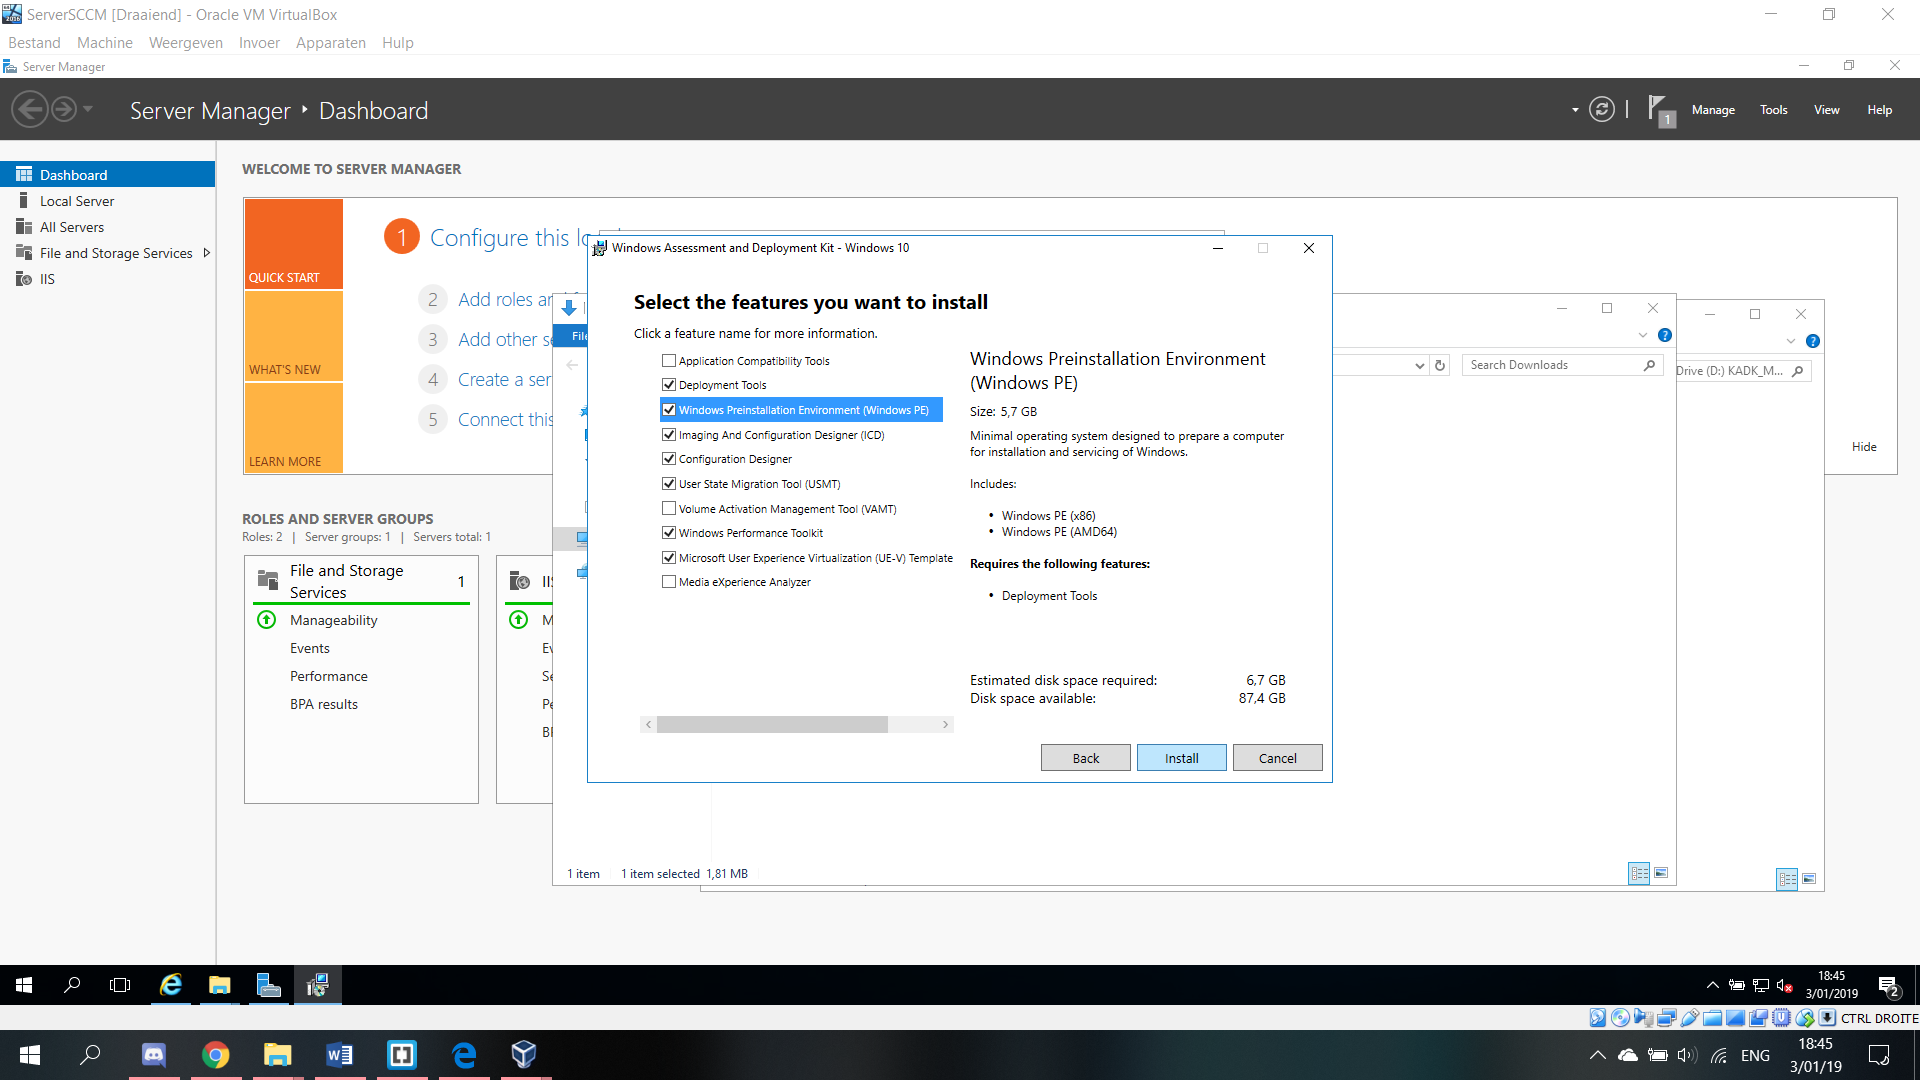 ServerSCCM [Draaiend] - Oracle VM VirtualBox
Bestand Machine Weergeven Invoer Apparaten Hulp
Server Manager
Server Manager Dashboard
1
Manage Tools View Help
Dashboard
Local Server
All Servers
File and Storage Services
IIS
WELCOME TO SERVER MANAGER
QUICK START
WHAT'S NEW
LEARN MORE
1 Configure this
2 Add roles
3 Add other
4 Create a
5 Connect this
Hide
ROLES AND SERVER GROUPS
Roles: 2 | Server groups: 1 | Servers total: 1
File and Storage
Services
1
Manageability
Events
Performance
BPA results
Windows Assessment and Deployment Kit - Windows 10
Select the features you want to install
Click a feature name for more information.
Application Compatibility Tools
Deployment Tools
Windows Preinstallation Environment (Windows PE)
Imaging And Configuration Designer (ICD)
Configuration Designer
User State Migration Tool (USMT)
Volume Activation Management Tool (VAMT)
Windows Performance Toolkit
Microsoft User Experience Virtualization (UE-V) Template
Media eXperience Analyzer
Windows Preinstallation Environment
(Windows PE)
Size: 5,7 GB
Minimal operating system designed to prepare a computer
for installation and servicing of Windows.
Includes:
• Windows PE (x86)
• Windows PE (AMD64)
Requires the following features:
• Deployment Tools
Estimated disk space required: 6,7 GB
Disk space available: 87,4 GB
Back Install Cancel
Search Downloads
Drive (D:) KADK_M...
1 item 1 item selected 1,81 MB
18:45
3/01/2019
2
CTRL DROITE
ENG
18:45
3/01/19